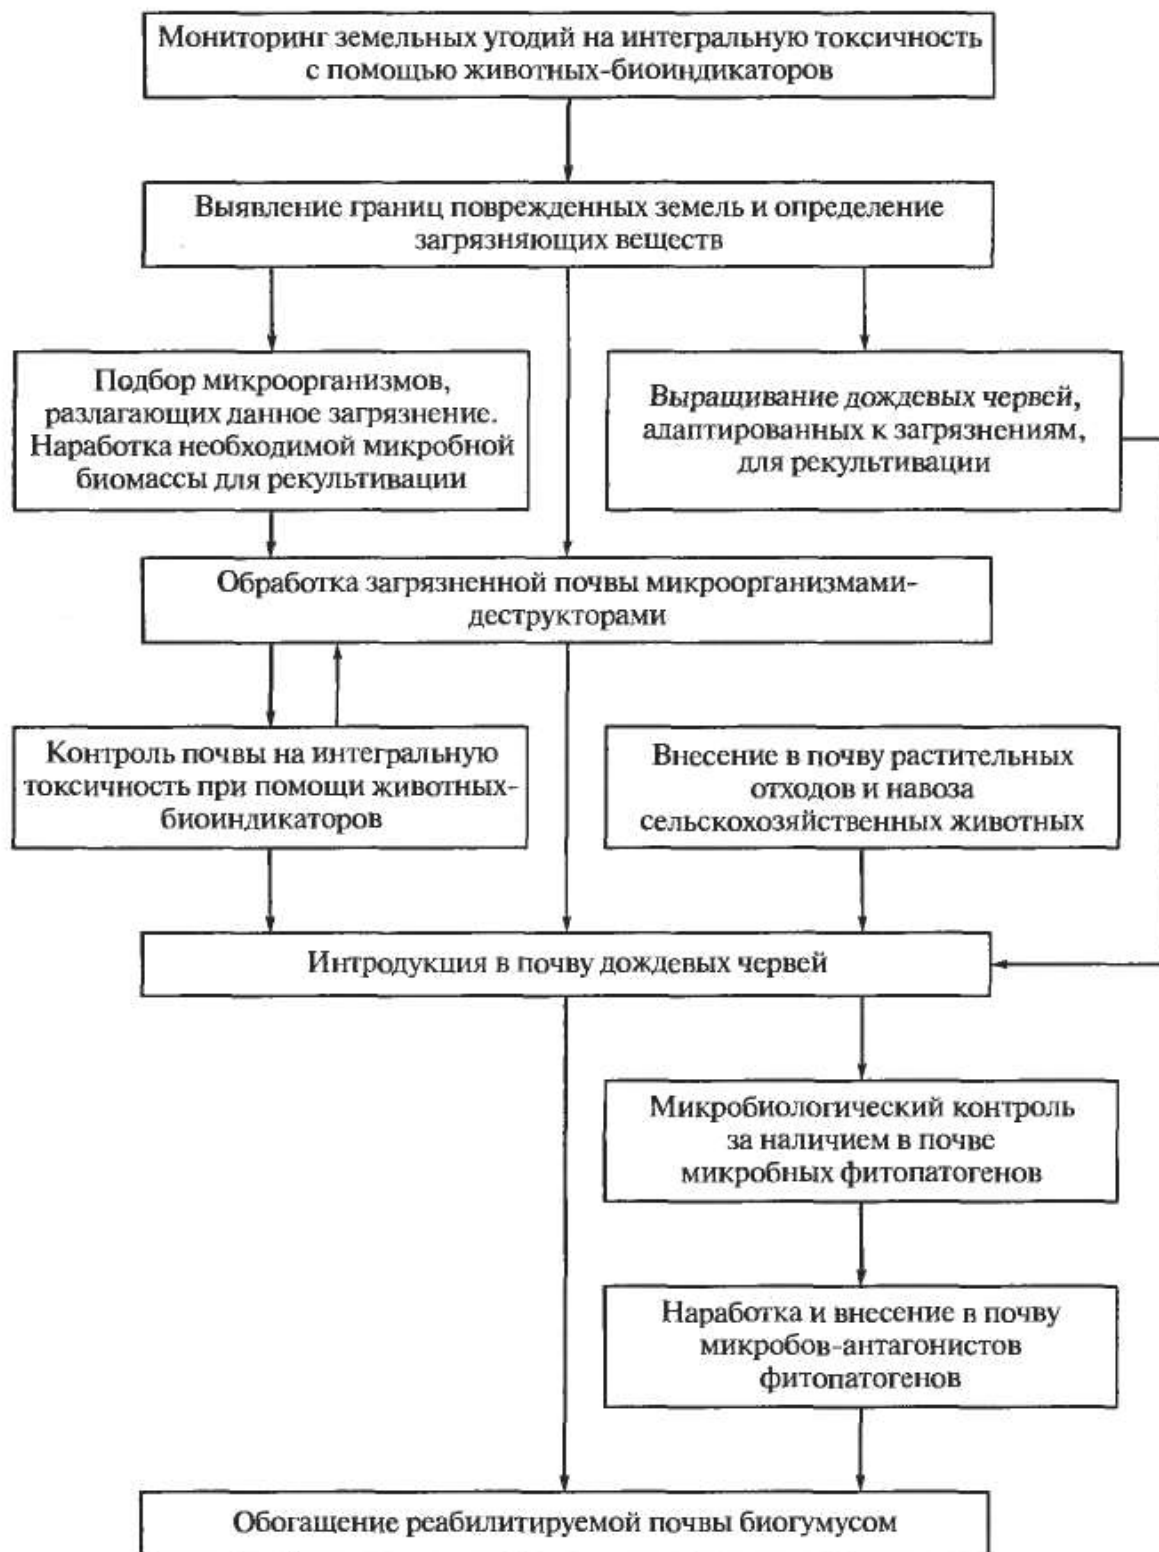 Мониторинг земельных угодий на интегральную токсичность
с помощью животных-биоиндикаторов
Выявление границ поврежденных земель и определение
загрязняющих веществ
Подбор микроорганизмов,
разлагающих данное загрязнение.
Наработка необходимой микробной
биомассы для рекультивации
Выращивание дождевых червей,
адаптированных к загрязнениям,
для рекультивации
Обработка загрязненной почвы микроорганизмами-
деструкторами
Контроль почвы на интегральную
токсичность при помощи животных-
биоиндикаторов
Внесение в почву растительных
отходов и навоза
сельскохозяйственных животных
Интродукция в почву дождевых червей
Микробиологический контроль
за наличием в почве
микробных фитопатогенов
Наработка и внесение в почву
микробов-антагонистов
фитопатогенов
Обогащение реабилитируемой почвы биогумусом